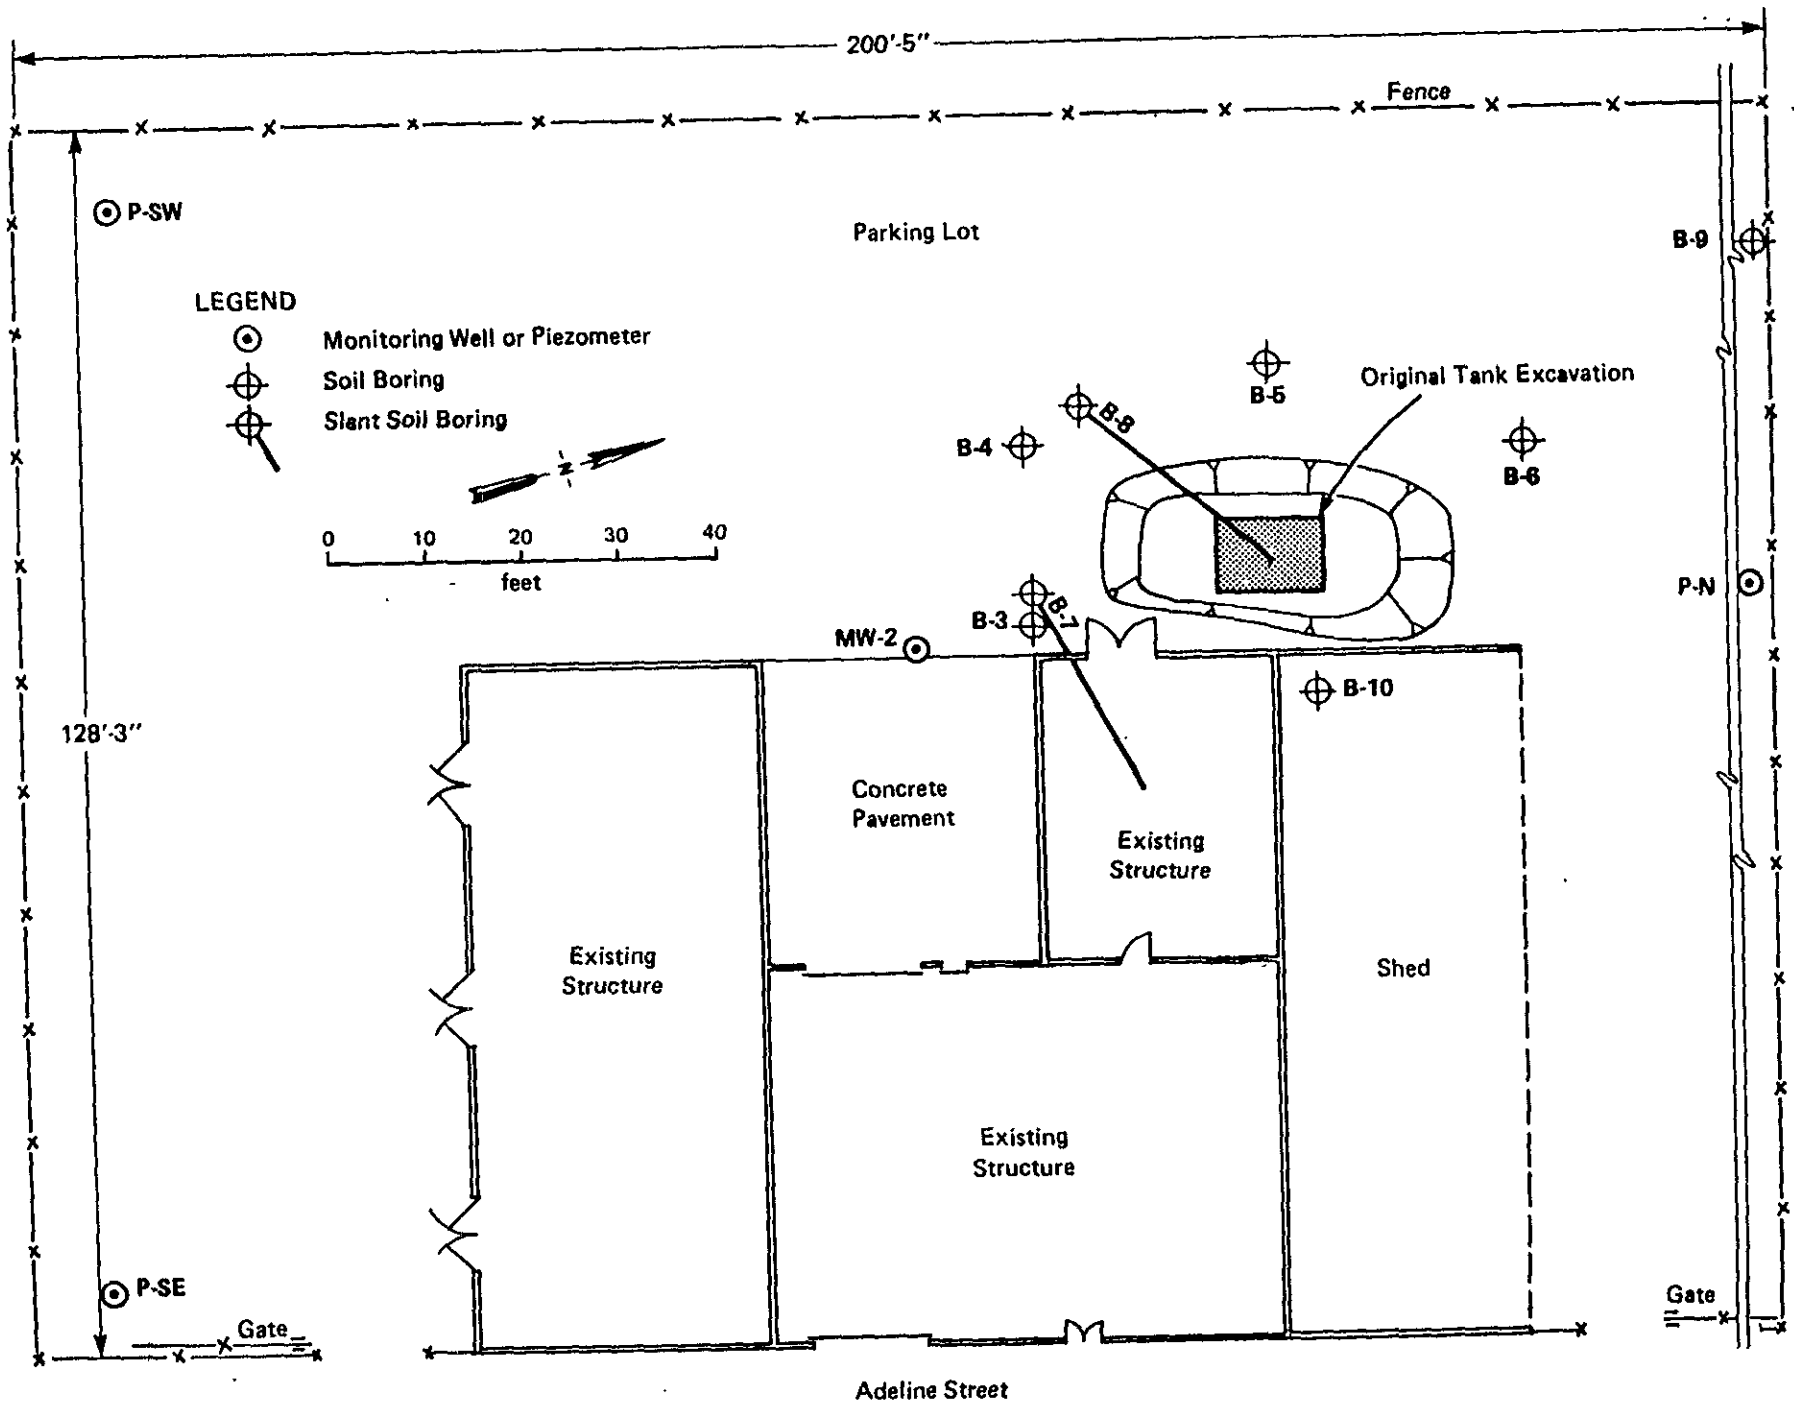 200'-5"
Fence
P-SW
Parking Lot
B-9
LEGEND
Monitoring Well or Piezometer
Soil Boring
Slant Soil Boring
N
0 10 20 30 40
feet
B-5
Original Tank Excavation
B-8
B-4
B-6
P-N
B-7
B-3
MW-2
B-10
128'-3"
Concrete
Pavement
Existing
Structure
Existing
Structure
Shed
Existing
Structure
P-SE
Gate
Gate
Adeline Street